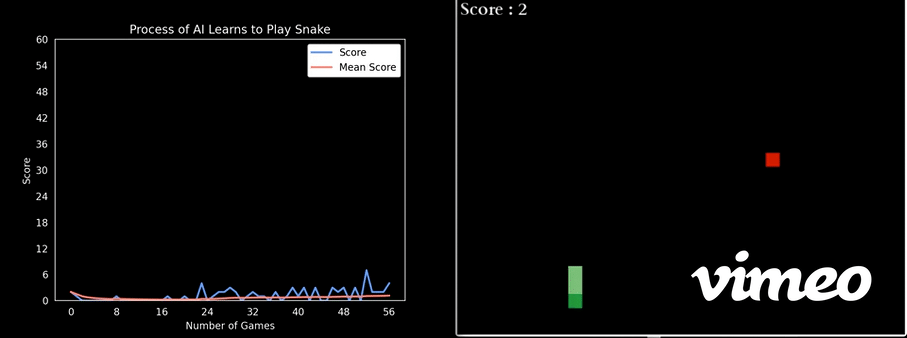 Process of AI Learns to Play Snake
60
54
48
42
36
30
24
18
12
6
0
Score
Score
Mean Score
0 8 16 24 32 40 48 56
Number of Games
Score : 2
vimeo